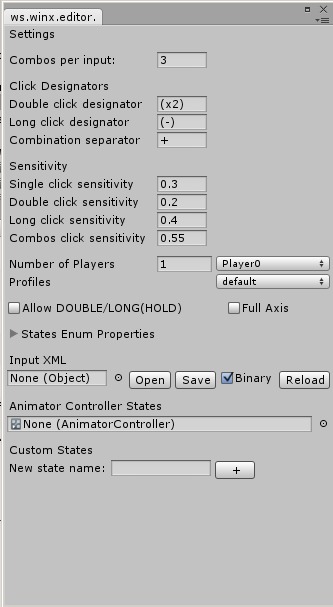 ws.winx.editor.
Settings
Combos per input: 3
Click Designators
Double click designator (x2)
Long click designator (-)
Combination separator +
Sensitivity
Single click sensitivity 0.3
Double click sensitivity 0.2
Long click sensitivity 0.4
Combos click sensitivity 0.55
Number of Players 1 Player0
Profiles default
Allow DOUBLE/LONG(HOLD) Full Axis
States Enum Properties
Input XML
None (Object) Open Save Binary Reload
Animator Controller States
None (AnimatorController)
Custom States
New state name: +